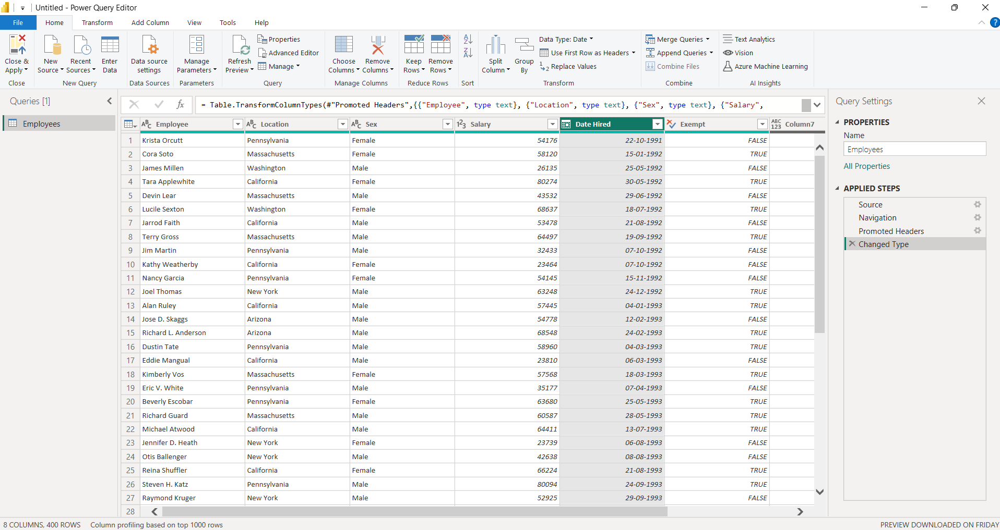 Untitled - Power Query Editor
File Home Transform Add Column View Tools Help
Close & Apply
Close
New Source
Recent Sources
Enter Data
New Query
Data source settings
Data Sources
Manage Parameters
Parameters
Refresh Preview
Properties
Advanced Editor
Manage
Query
Choose Columns
Remove Columns
Manage Columns
Keep Rows
Remove Rows
Reduce Rows
Sort
Split Column
Group By
Data Type: Date
Use First Row as Headers
Replace Values
Transform
Merge Queries
Append Queries
Combine Files
Combine
Text Analytics
Vision
Azure Machine Learning
AI Insights
Queries [1]
Employees
fx
= Table.TransformColumnTypes(#"Promoted Headers",{{"Employee", type text}, {"Location", type text}, {"Sex", type text}, {"Salary",
ABC Employee ABC Location ABC Sex 123 Salary Date Hired Exempt ABC 123 Column7
1 Krista Orcutt Pennsylvania Female 54176 22-10-1991 FALSE
2 Cora Soto Massachusetts Female 58120 15-01-1992 TRUE
3 James Millen Washington Male 26135 25-05-1992 FALSE
4 Tara Applewhite California Female 80274 30-05-1992 TRUE
5 Devin Lear Massachusetts Male 43532 29-06-1992 FALSE
6 Lucile Sexton Washington Female 68637 18-07-1992 TRUE
7 Jarrod Faith California Male 53478 21-08-1992 FALSE
8 Terry Gross Massachusetts Male 64497 19-09-1992 TRUE
9 Jim Martin Pennsylvania Male 32433 07-10-1992 FALSE
10 Kathy Weatherby California Female 23464 07-10-1992 FALSE
11 Nancy Garcia Pennsylvania Female 54145 15-11-1992 FALSE
12 Joel Thomas New York Male 63248 24-12-1992 TRUE
13 Alan Ruley California Male 57445 04-01-1993 TRUE
14 Jose D. Skaggs Arizona Male 54778 12-02-1993 FALSE
15 Richard L. Anderson Arizona Male 68548 24-02-1993 TRUE
16 Dustin Tate Pennsylvania Male 58960 04-03-1993 TRUE
17 Eddie Mangual California Male 23810 06-03-1993 FALSE
18 Kimberly Vos Massachusetts Female 57568 18-03-1993 TRUE
19 Eric V. White Pennsylvania Male 35177 07-04-1993 FALSE
20 Beverly Escobar Pennsylvania Female 63680 25-05-1993 TRUE
21 Richard Guard Massachusetts Male 60587 28-05-1993 TRUE
22 Michael Atwood California Male 64411 13-07-1993 TRUE
23 Jennifer D. Heath New York Female 23739 06-08-1993 FALSE
24 Otis Ballenger New York Male 42638 08-08-1993 FALSE
25 Reina Shuffler California Female 66224 21-08-1993 TRUE
26 Steven H. Katz Pennsylvania Male 80094 24-09-1993 TRUE
27 Raymond Kruger New York Male 52925 29-09-1993 FALSE
28
Query Settings
PROPERTIES
Name
Employees
All Properties
APPLIED STEPS
Source
Navigation
Promoted Headers
Changed Type
8 COLUMNS, 400 ROWS Column profiling based on top 1000 rows
PREVIEW DOWNLOADED ON FRIDAY